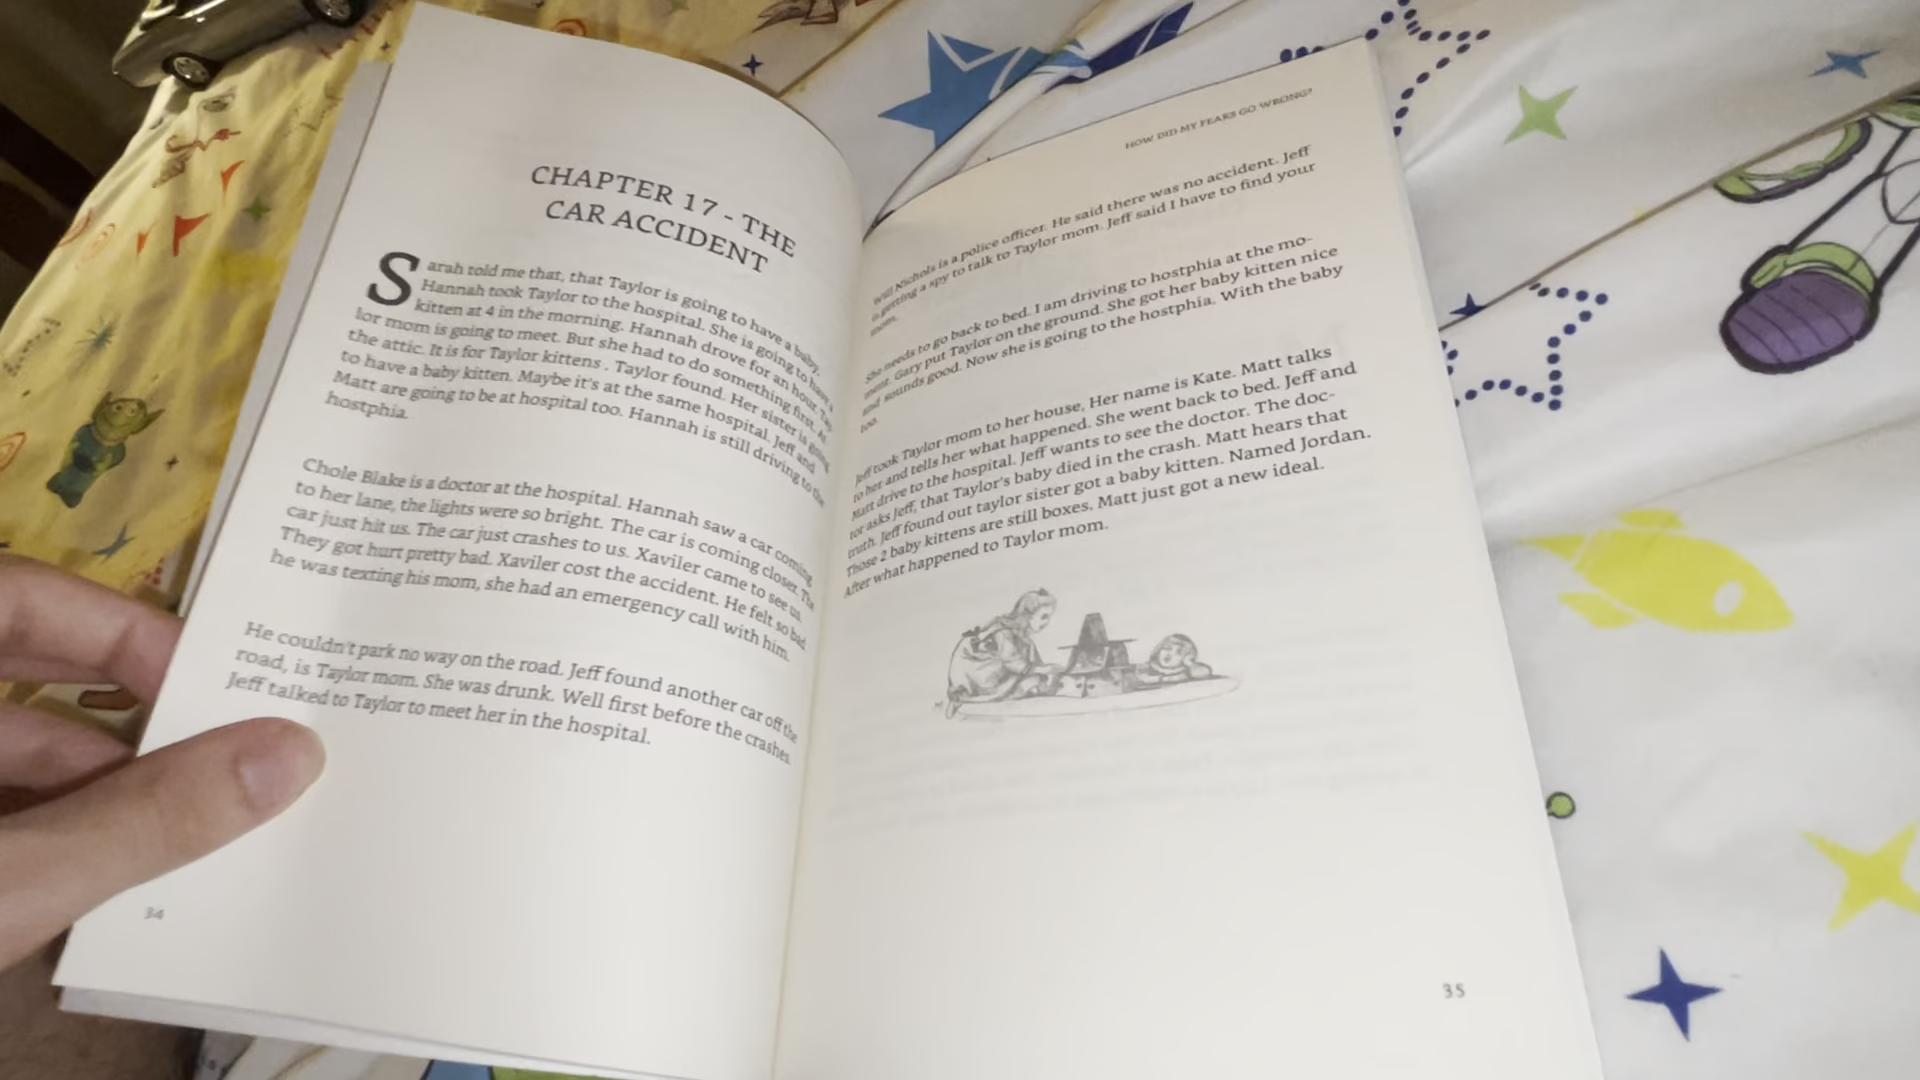 CHAPTER 17 - THE
CAR ACCIDENT
Sarah told me that, that Taylor is going to have a baby.
Hannah took Taylor to the hospital. She is going to have a
kitten at 4 in the morning. Hannah drove for an hour. Tay-
lor mom is going to meet. But she had to do something first. At
the attic. It is for Taylor kittens . Taylor found. Her sister is going
to have a baby kitten. Maybe it's at the same hospital. Jeff and
Matt are going to be at hospital too. Hannah is still driving to the
hostphia.
Chole Blake is a doctor at the hospital. Hannah saw a car coming
to her lane, the lights were so bright. The car is coming closer. The
car just hit us. The car just crashes to us. Xaviler came to see us.
They got hurt pretty bad. Xaviler cost the accident. He felt so bad
he was texting his mom, she had an emergency call with him.
He couldn't park no way on the road. Jeff found another car off the
road, is Taylor mom. She was drunk. Well first before the crashes.
Jeff talked to Taylor to meet her in the hospital.
34
HOW DID MY FEARS GO WRONG?
Will Nichols is a police officer. He said there was no accident. Jeff
is getting a spy to talk to Taylor mom. Jeff said I have to find your
mom.
She needs to go back to bed. I am driving to hostphia at the mo-
ment. Gary put Taylor on the ground. She got her baby kitten nice
and sounds good. Now she is going to the hostphia. With the baby
too.
Jeff took Taylor mom to her house, Her name is Kate. Matt talks
to her and tells her what happened. She went back to bed. Jeff and
Matt drive to the hospital. Jeff wants to see the doctor. The doc-
tor asks Jeff, that Taylor's baby died in the crash. Matt hears that
truth. Jeff found out taylor sister got a baby kitten. Named Jordan.
Those 2 baby kittens are still boxes, Matt just got a new ideal.
After what happened to Taylor mom.
35